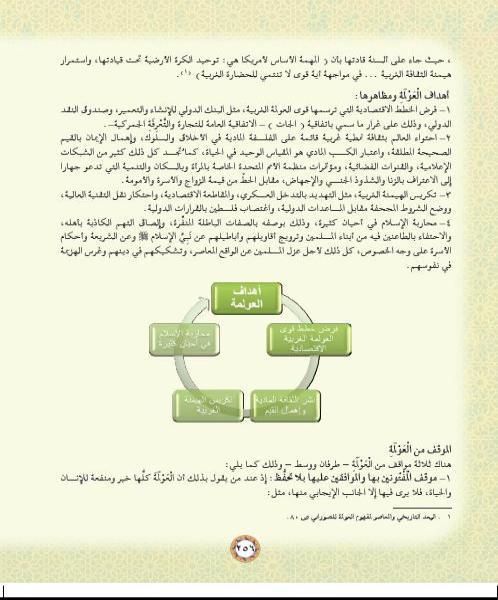 ، حيث جاء على ألسنة قادتها بأن ( المهمة الأساس لأمريكا هي : توحيد الكرة الأرضية تحت قيادتها، واستمرار
هيمنة الثقافة الغربية ... في مواجهة أية قوى لا تنتمي للحضارة الغربية ) (١).
أهداف العَوْلَمَة ومظاهرها:
١- فرض الخطط الاقتصادية التي ترسمها قوى العولمة الغربية، مثل البنك الدولي للإنشاء والتعمير، وصندوق النقد
الدولي، وذلك على غرار ما سمي باتفاقية ( الجات ) - الاتفاقية العامة للتجارة والتَّعْرِفَة الجمركية-.
٢- احتواء العالم بثقافة نمطية غربية قائمة على الفلسفة المادية في الأخلاق والسلوك، وإهمال الإيمان بالقيم
الصحيحة المطلقة، واعتبار الكسب المادي هو المقياس الوحيد في الحياة، كما تُجند كل ذلك كثير من الشبكات
الإعلامية، والقنوات الفضائية، ومؤتمرات منظمة الأمم المتحدة الخاصة بالمرأة وبالسكان والتنمية التي تدعو جهارا
إلى الاعتراف بالزنا والشذوذ الجنسي والإجهاض، مقابل الحط من قيمة الزواج والأسرة والأمومة.
٣- تكريس الهيمنة الغربية، مثل التهديد بالتدخل العسكري، والمقاطعة الاقتصادية، واحتكار نقل التقنية العالية،
ووضع الشروط المجحفة مقابل المساعدات الدولية، واغتصاب فلسطين بالقرارات الدولية.
٤- محاربة الإسلام في أحيان كثيرة، وذلك بوصفه بالصفات الباطلة المنفّرة، وإلصاق التهم الكاذبة بأهله،
والاحتفاء بالطاعنين فيه من أبناء المسلمين وترويج أقاويلهم وأباطيلهم عن نبيِّ الإسلام ﷺ وعن الشريعة وأحكام
الأسرة على وجه الخصوص، كل ذلك لأجل عزل المسلمين عن الواقع المعاصر، وتشكيكهم في دينهم وغرس الهزيمة
في نفوسهم.
أهداف
العولمة
فرض خطط قوى
العولمة الغربية
الاقتصادية
محاربة الإسلام
في أحيان كثيرة
نشر الثقافة المادية
وإهمال القيم
تكريس الهيمنة
الغربية
الموقف من العَوْلَمَةِ
هناك ثلاثة مواقف من العَوْلَمَةِ – طرفان ووسط – وذلك كما يلي:
١- موقف المَفْتُونين بها والموافقين عليها بلا تحفُّظ: إذ عند من يقول بذلك أن العَوْلَمَةَ كلَّها خير ومنفعة للإنسان
والحياة، فلا يرى فيها إلا الجانب الإيجابي منها، مثل:
١ . البعد التاريخي والمعاصر لمفهوم العولمة للصوراني ص ٨٠.
٢٥٦